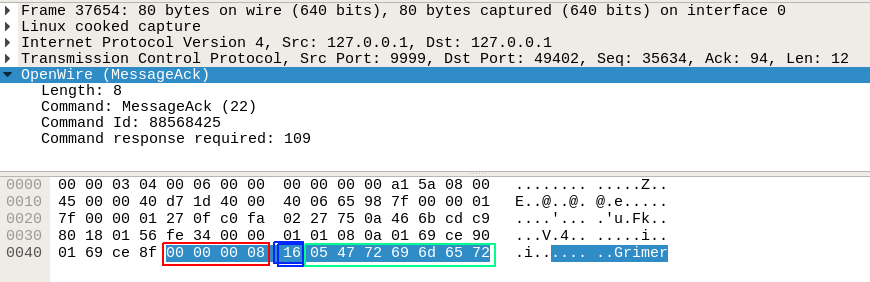 Frame 37654: 80 bytes on wire (640 bits), 80 bytes captured (640 bits) on interface 0
Linux cooked capture
Internet Protocol Version 4, Src: 127.0.0.1, Dst: 127.0.0.1
Transmission Control Protocol, Src Port: 9999, Dst Port: 49402, Seq: 35634, Ack: 94, Len: 12
OpenWire (MessageAck)
Length: 8
Command: MessageAck (22)
Command Id: 88568425
Command response required: 109
0000 00 00 03 04 00 06 00 00 00 00 00 00 a1 5a 08 00 ........ .....Z..
0010 45 00 00 40 d7 1d 40 00 40 06 65 98 7f 00 00 01 E..@..@. @.e.....
0020 7f 00 00 01 27 0f c0 fa 02 27 75 0a 46 6b cd c9 ....'... .'u.Fk..
0030 80 18 01 56 fe 34 00 00 01 01 08 0a 01 69 ce 90 ...V.4.. .....i..
0040 01 69 ce 8f 00 00 00 08 16 05 47 72 69 6d 65 72 .i...... ..Grimer